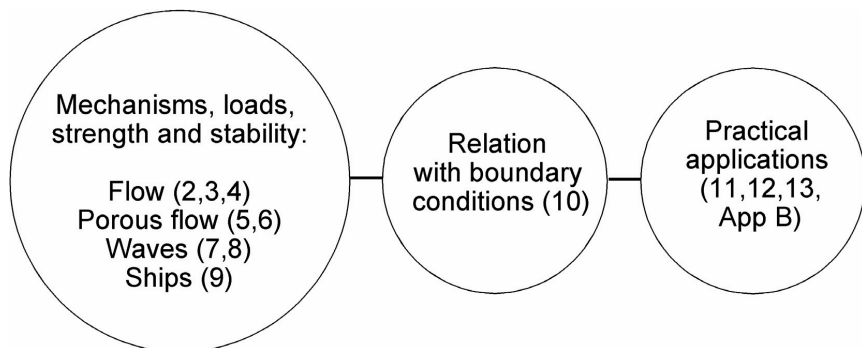 Mechanisms, loads,
strength and stability:
Flow (2,3,4)
Porous flow (5,6)
Waves (7,8)
Ships (9)
Relation
with boundary
conditions (10)
Practical
applications
(11,12,13,
App B)